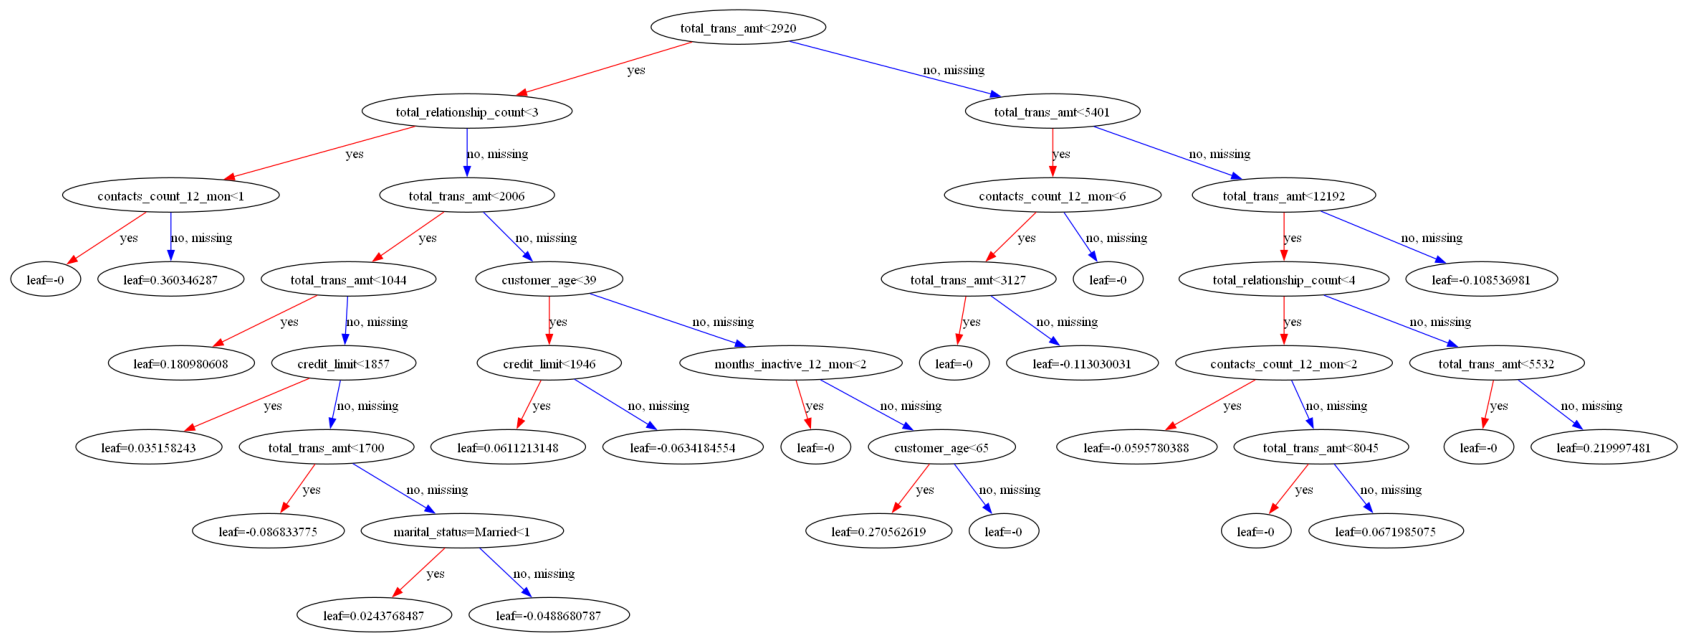 total_trans_amt<2920
yes
no, missing
total_relationship_count<3
total_trans_amt<5401
yes
no, missing
yes
no, missing
contacts_count_12_mon<1
total_trans_amt<2006
contacts_count_12_mon<6
total_trans_amt<12192
yes
no, missing
yes
no, missing
yes
no, missing
yes
no, missing
leaf=-0
leaf=0.360346287
total_trans_amt<1044
customer_age<39
total_trans_amt<3127
leaf=-0
total_relationship_count<4
leaf=-0.108536981
yes
no, missing
yes
no, missing
yes
no, missing
yes
no, missing
leaf=0.180980608
credit_limit<1857
credit_limit<1946
months_inactive_12_mon<2
leaf=-0
leaf=-0.113030031
contacts_count_12_mon<2
total_trans_amt<5532
yes
no, missing
yes
no, missing
yes
no, missing
yes
no, missing
yes
no, missing
leaf=0.035158243
total_trans_amt<1700
leaf=0.0611213148
leaf=-0.0634184554
leaf=-0
customer_age<65
leaf=-0.0595780388
total_trans_amt<8045
leaf=-0
leaf=0.219997481
yes
no, missing
yes
no, missing
yes
no, missing
leaf=-0.086833775
marital_status=Married<1
leaf=0.270562619
leaf=-0
leaf=-0
leaf=0.0671985075
yes
no, missing
leaf=0.0243768487
leaf=-0.0488680787